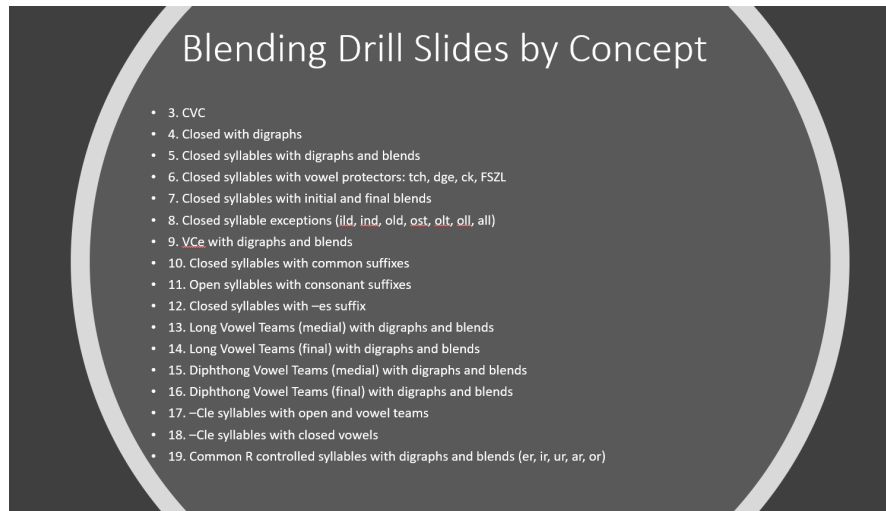 Blending Drill Slides by Concept
• 3. CVC
• 4. Closed with digraphs
• 5. Closed syllables with digraphs and blends
• 6. Closed syllables with vowel protectors: tch, dge, ck, FSZL
• 7. Closed syllables with initial and final blends
• 8. Closed syllable exceptions (ild, ind, old, ost, olt, oll, all)
• 9. VCe with digraphs and blends
• 10. Closed syllables with common suffixes
• 11. Open syllables with consonant suffixes
• 12. Closed syllables with –es suffix
• 13. Long Vowel Teams (medial) with digraphs and blends
• 14. Long Vowel Teams (final) with digraphs and blends
• 15. Diphthong Vowel Teams (medial) with digraphs and blends
• 16. Diphthong Vowel Teams (final) with digraphs and blends
• 17. –Cle syllables with open and vowel teams
• 18. –Cle syllables with closed vowels
• 19. Common R controlled syllables with digraphs and blends (er, ir, ur, ar, or)